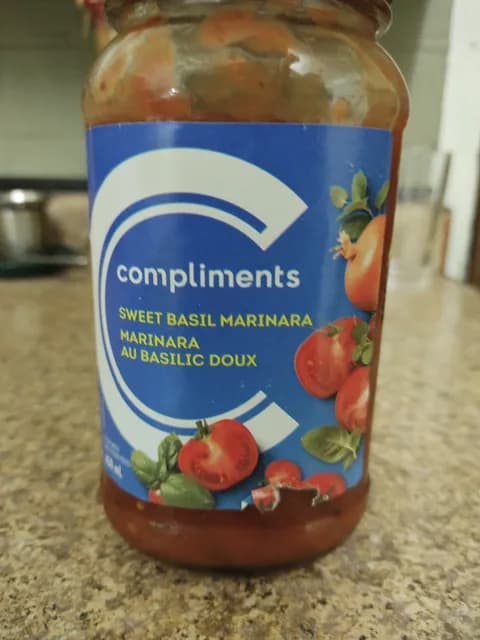 compliments
SWEET BASIL MARINARA
MARINARA
AU BASILIC DOUX